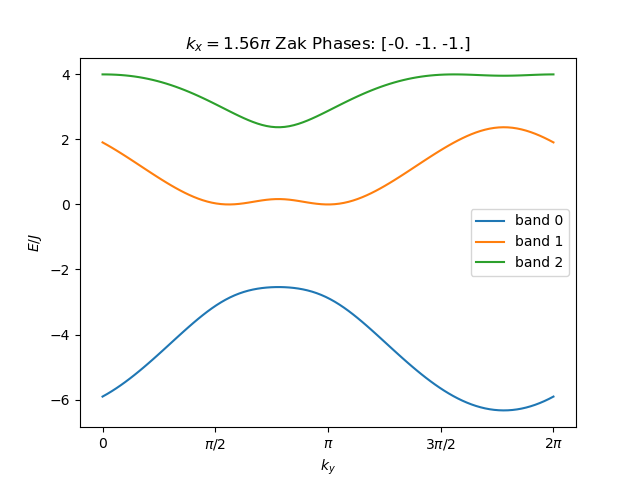 $k_x = 1.56\pi$ Zak Phases: [-0. -1. -1.]
4
2
0
−2
−4
−6
E/J
band 0
band 1
band 2
0
π/2
π
3π/2
2π
$k_y$